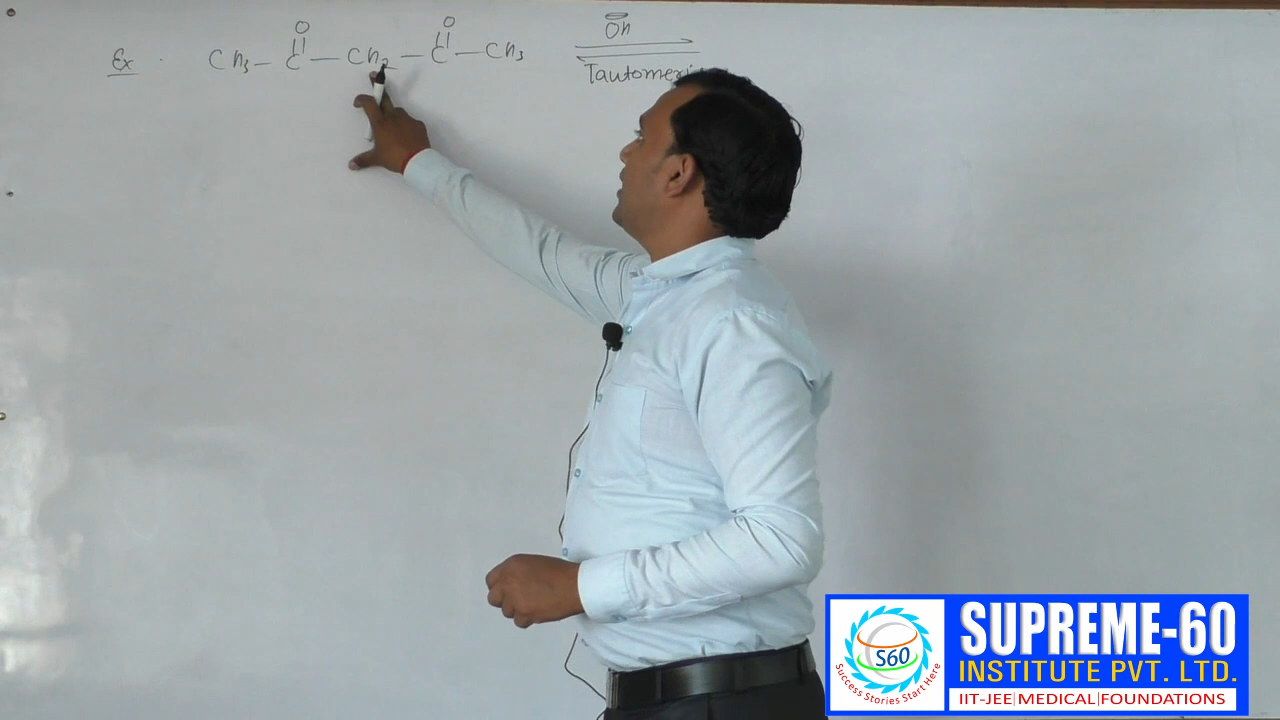 O O
Ex . CH3 — C — CH2 — C — CH3
OH
S60
Success Stories Start Here
SUPREME-60
INSTITUTE PVT. LTD.
IIT-JEE|MEDICAL|FOUNDATIONS